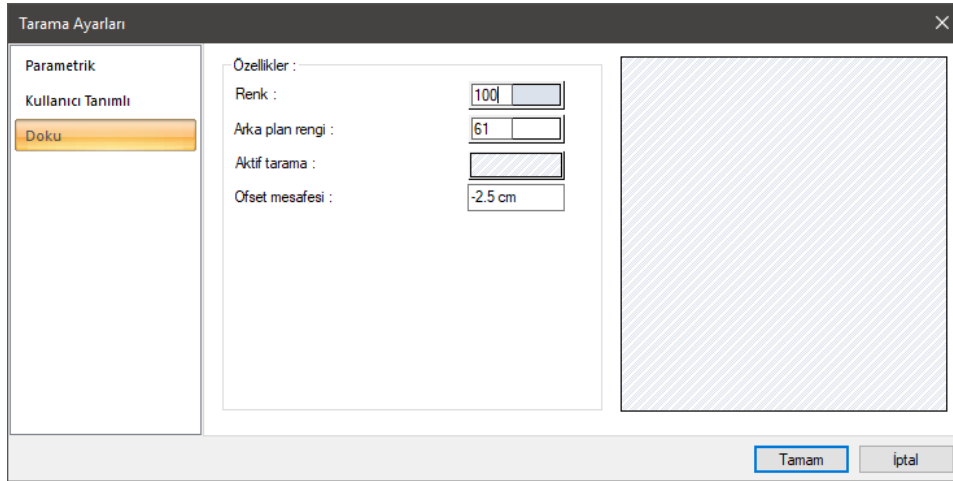 Tarama Ayarları
Parametrik
Kullanıcı Tanımlı
Doku
Özellikler :
Renk :
100
Arka plan rengi :
61
Aktif tarama :
Ofset mesafesi :
-2.5 cm
Tamam
İptal